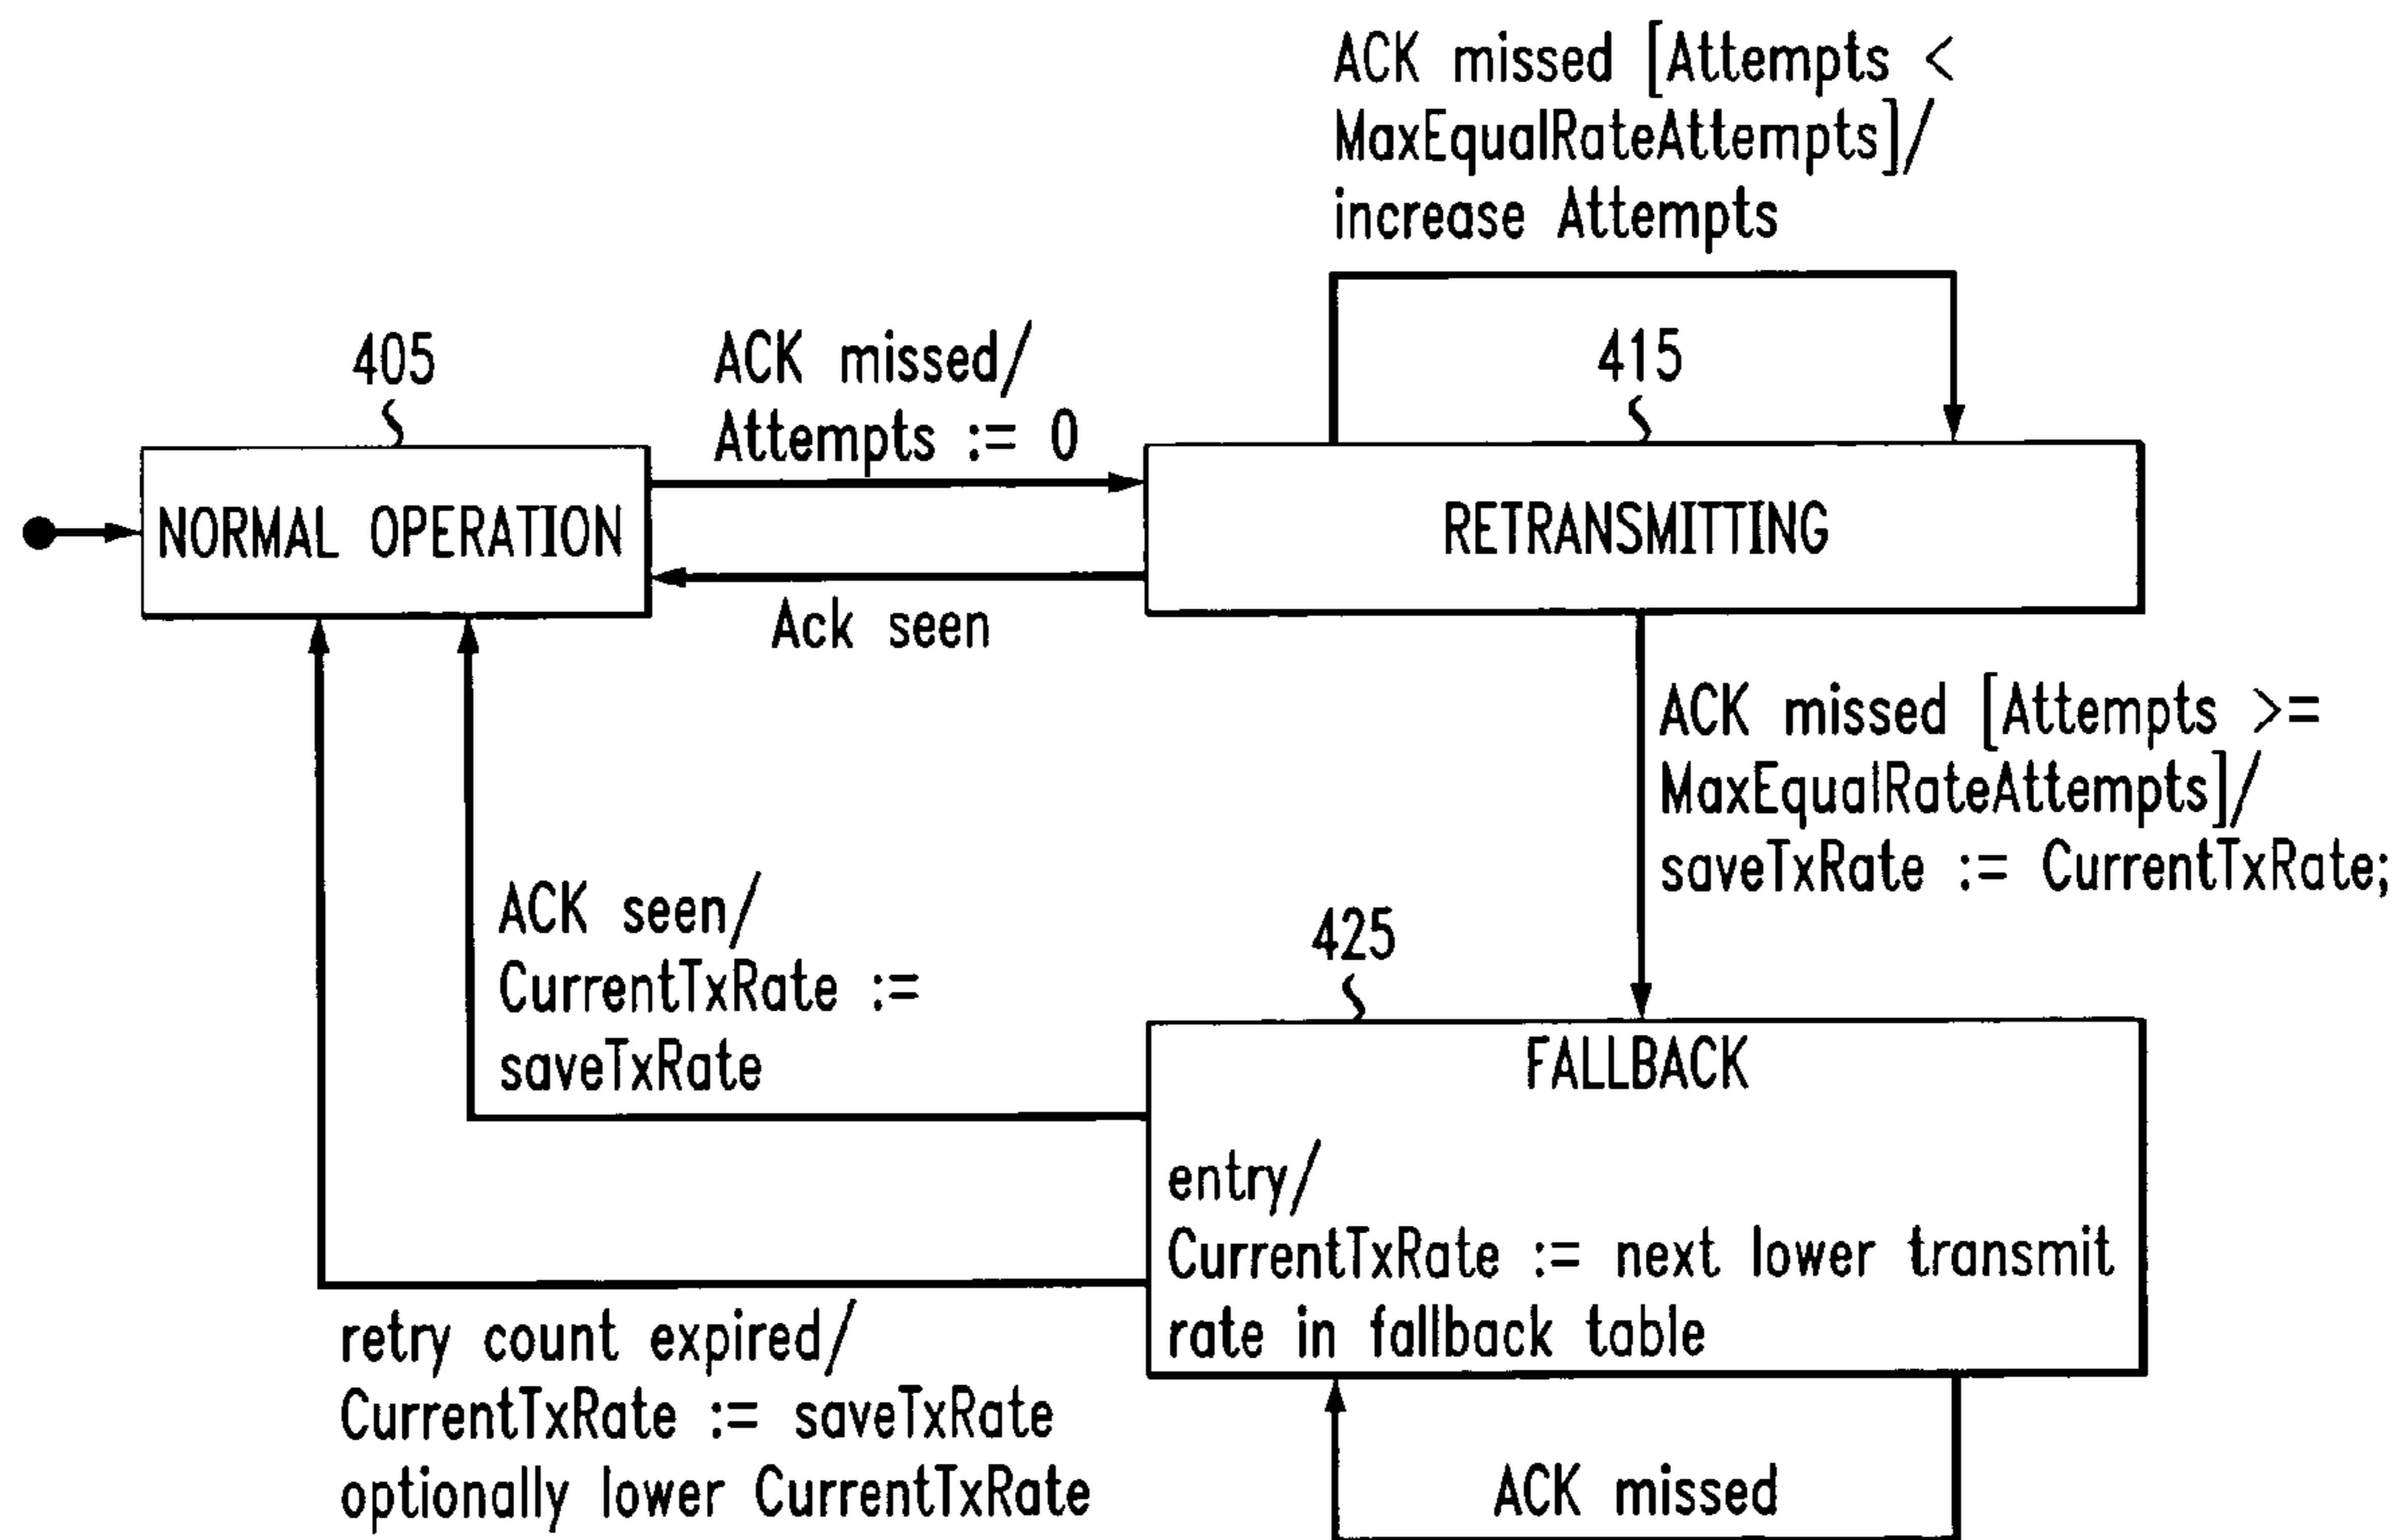 ACK missed [Attempts <
MaxEqualRateAttempts]/
increase Attempts
405
ACK missed/
Attempts := 0
415
NORMAL OPERATION
RETRANSMITTING
Ack seen
ACK missed [Attempts >=
MaxEqualRateAttempts]/
saveTxRate := CurrentTxRate;
ACK seen/
CurrentTxRate :=
saveTxRate
425
FALLBACK
entry/
CurrentTxRate := next lower transmit
rate in fallback table
retry count expired/
CurrentTxRate := saveTxRate
optionally lower CurrentTxRate
ACK missed